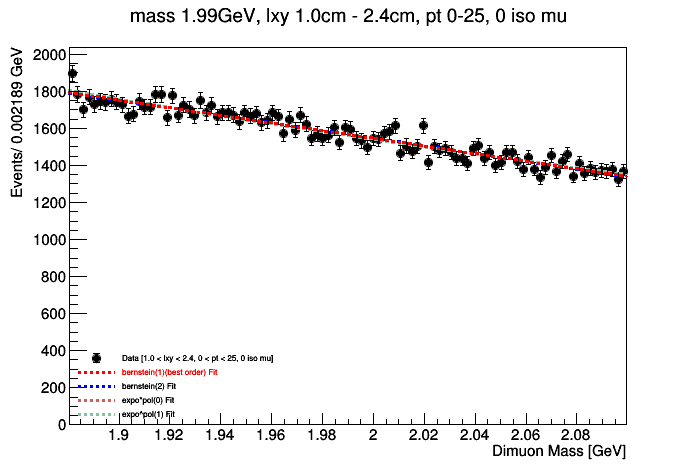 mass 1.99GeV, lxy 1.0cm - 2.4cm, pt 0-25, 0 iso mu
Events/ 0.002189 GeV
2000
1800
1600
1400
1200
1000
800
600
400
200
0
Data [1.0 < lxy < 2.4, 0 < pt < 25, 0 iso mu]
bernstein(1)(best order) Fit
bernstein(2) Fit
expo*pol(0) Fit
expo*pol(1) Fit
1.9 1.92 1.94 1.96 1.98 2 2.02 2.04 2.06 2.08
Dimuon Mass [GeV]